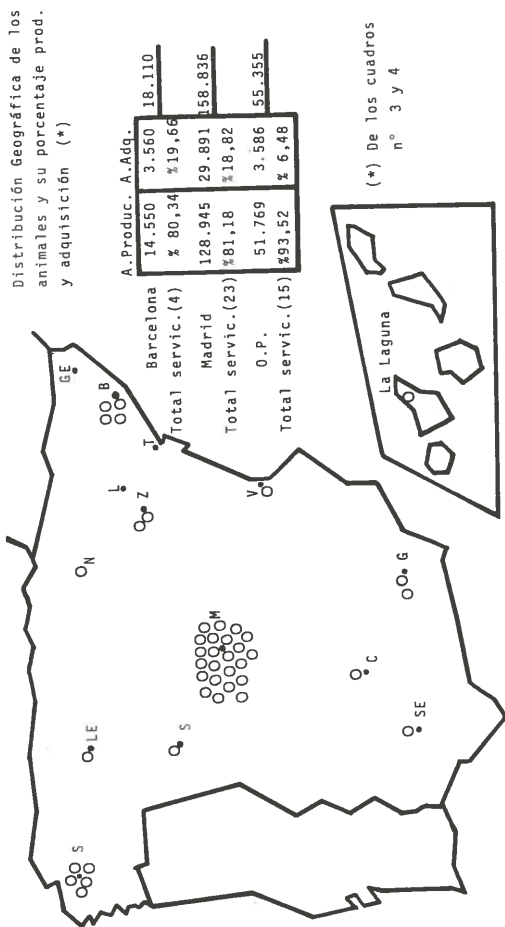 Distribución Geográfica de los
animales y su porcentaje prod.
y adquisición (*)
A.Produc. A.Adq.
Barcelona 14.550 3.560 18.110
Total servic.(4) % 80,34 %19,66
Madrid 128.945 29.891 158.836
Total servic.(23) %81,18 %18,82
O.P. 51.769 3.586 55.355
Total servic.(15) %93,52 % 6,48
(*) De los cuadros
n° 3 y 4
La Laguna
GE
B
T
L
Z
N
V
M
LE
S
S
C
G
SE